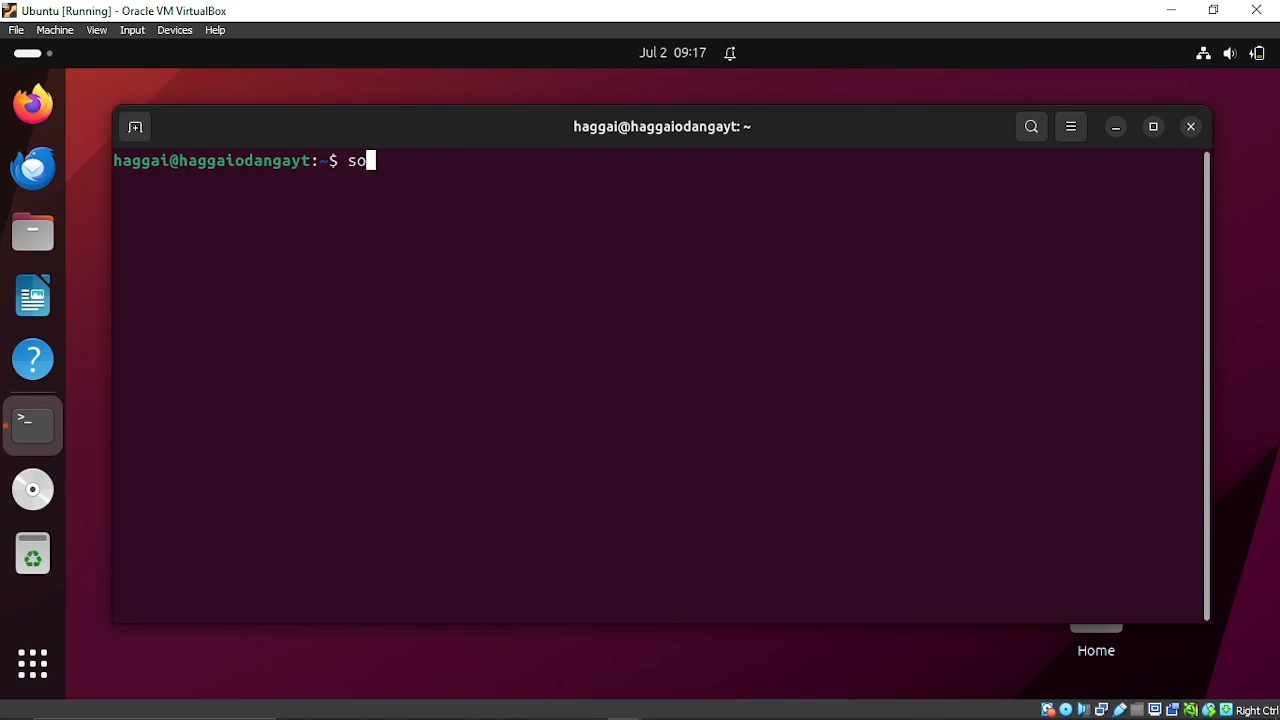 Ubuntu [Running] - Oracle VM VirtualBox
File Machine View Input Devices Help
Jul 2 09:17
haggai@haggaiodangayt: ~
haggai@haggaiodangayt:~$ so
>_
?
Home
Right Ctrl